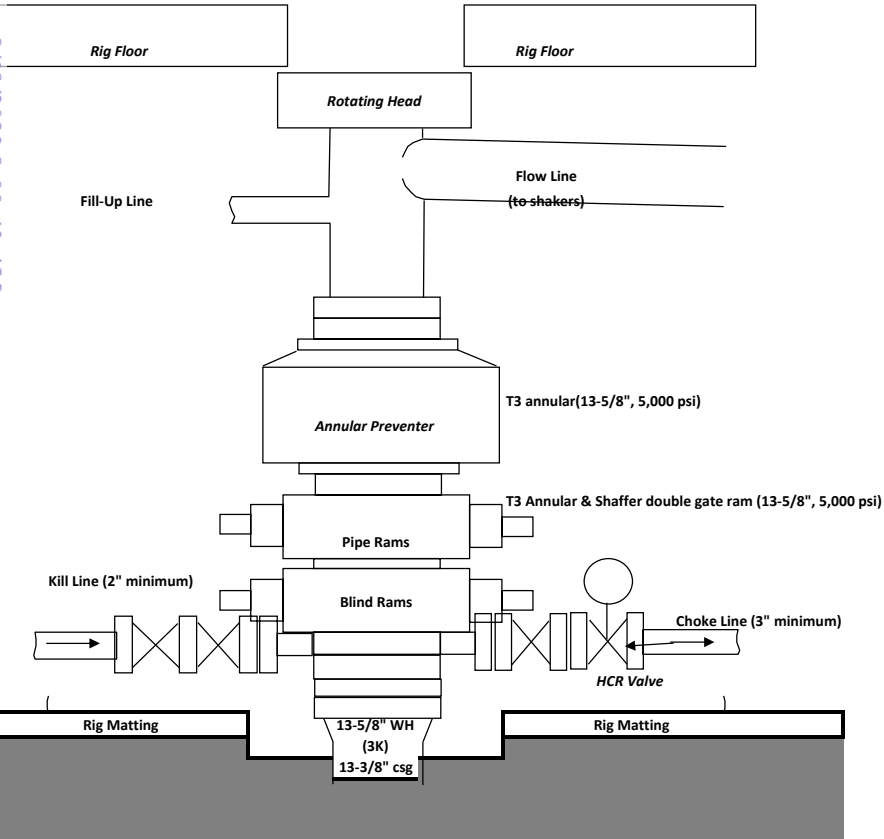 Rig Floor
Rig Floor
Rotating Head
Flow Line
(to shakers)
Fill-Up Line
T3 annular(13-5/8", 5,000 psi)
Annular Preventer
T3 Annular & Shaffer double gate ram (13-5/8", 5,000 psi)
Pipe Rams
Kill Line (2" minimum)
Blind Rams
Choke Line (3" minimum)
HCR Valve
Rig Matting
13-5/8" WH
(3K)
13-3/8" csg
Rig Matting